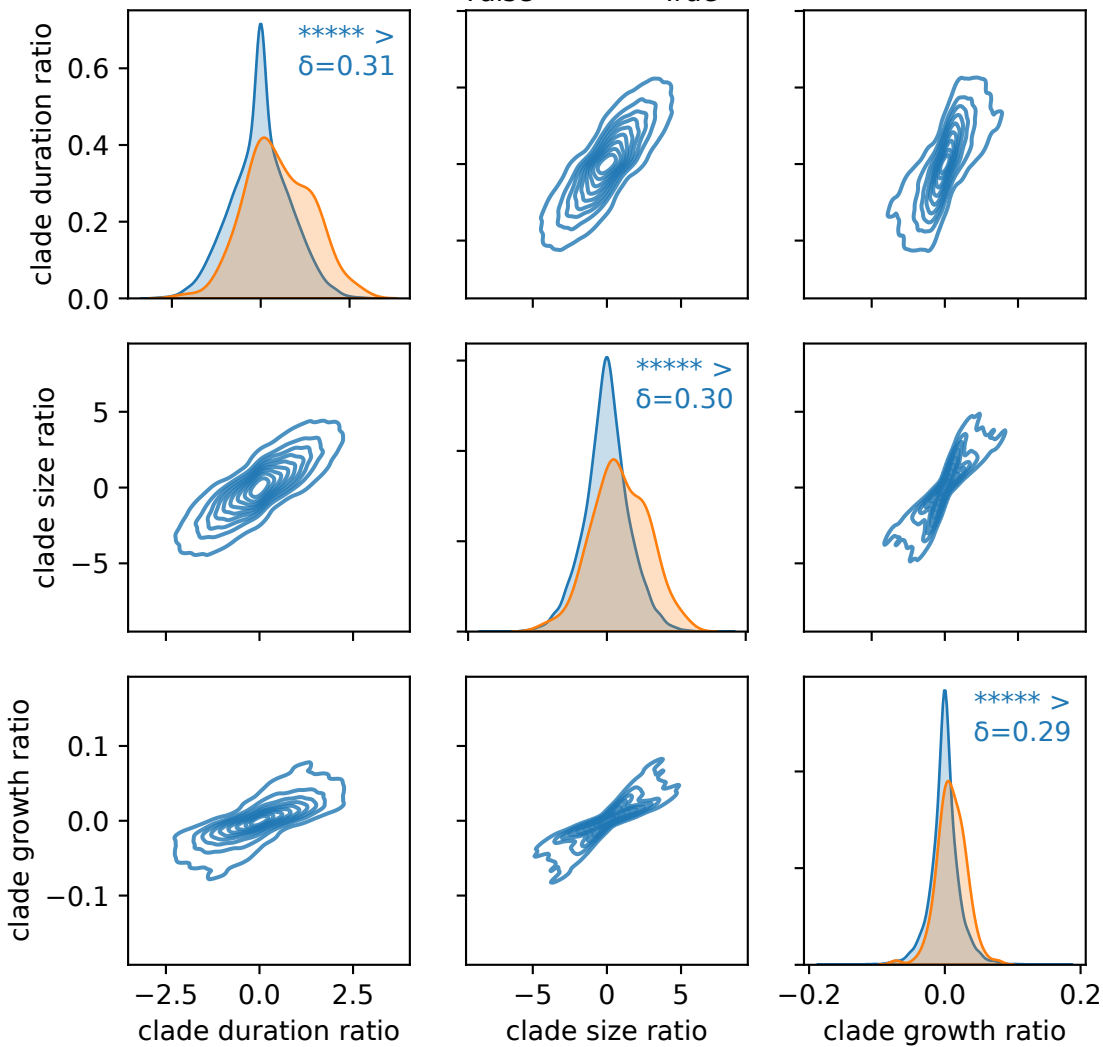 ***** >
δ=0.31
clade duration ratio
0.6
0.4
0.2
0.0
***** >
δ=0.30
clade size ratio
5
0
−5
***** >
δ=0.29
clade growth ratio
0.1
0.0
−0.1
−2.5 0.0 2.5
−5 0 5
−0.2 0.0 0.2
clade duration ratio
clade size ratio
clade growth ratio